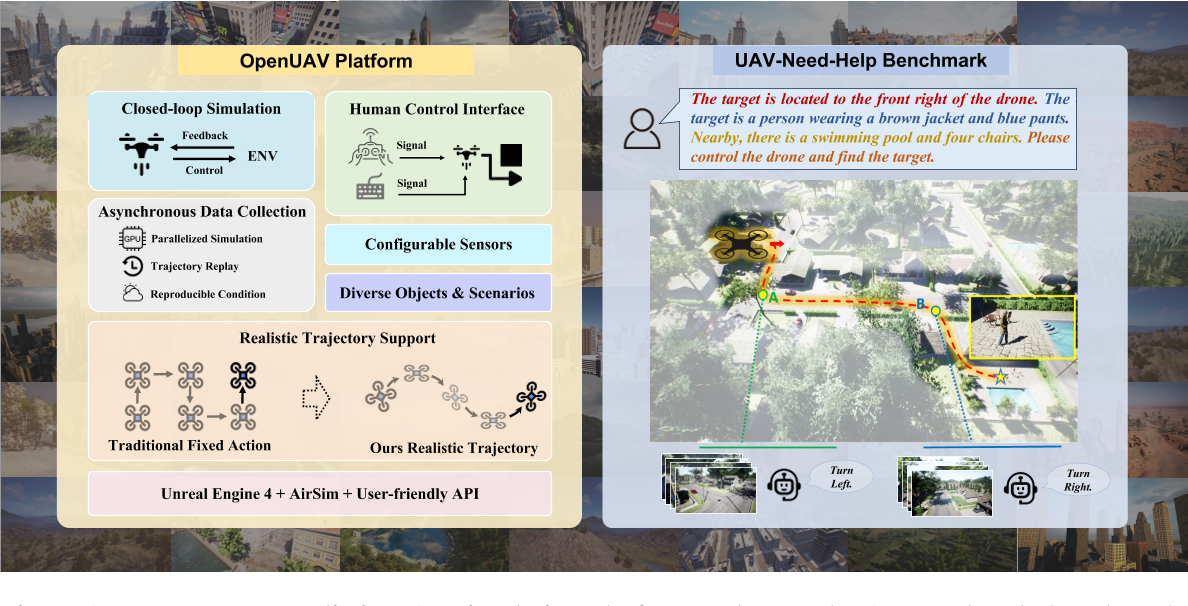 OpenUAV Platform
Closed-loop Simulation
Feedback
ENV
Control
Human Control Interface
Signal
Signal
Asynchronous Data Collection
GPU
Parallelized Simulation
Trajectory Replay
Reproducible Condition
Configurable Sensors
Diverse Objects & Scenarios
Realistic Trajectory Support
Traditional Fixed Action
Ours Realistic Trajectory
Unreal Engine 4 + AirSim + User-friendly API
UAV-Need-Help Benchmark
The target is located to the front right of the drone. The
target is a person wearing a brown jacket and blue pants.
Nearby, there is a swimming pool and four chairs. Please
control the drone and find the target.
A
B
Turn
Left.
Turn
Right.